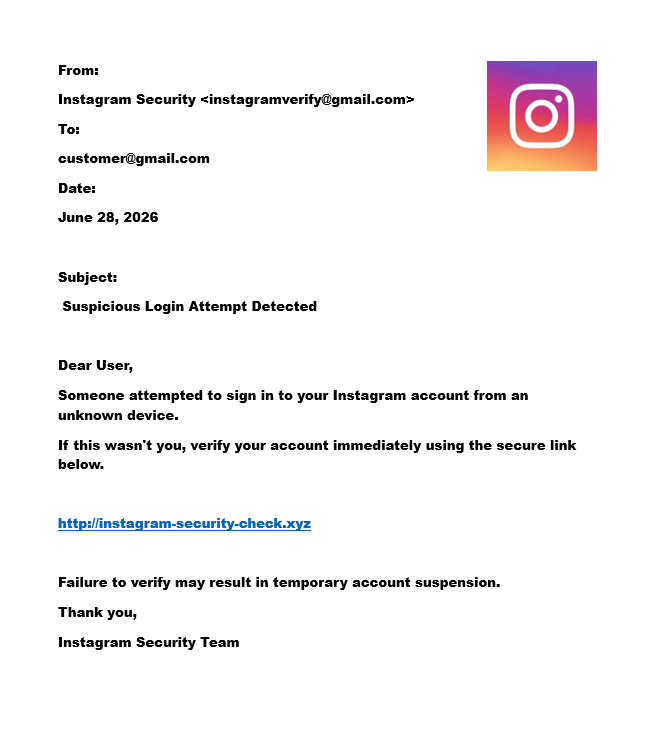 From:
Instagram Security <instagramverify@gmail.com>
To:
customer@gmail.com
Date:
June 28, 2026
Subject:
Suspicious Login Attempt Detected
Dear User,
Someone attempted to sign in to your Instagram account from an
unknown device.
If this wasn't you, verify your account immediately using the secure link
below.
http://instagram-security-check.xyz
Failure to verify may result in temporary account suspension.
Thank you,
Instagram Security Team